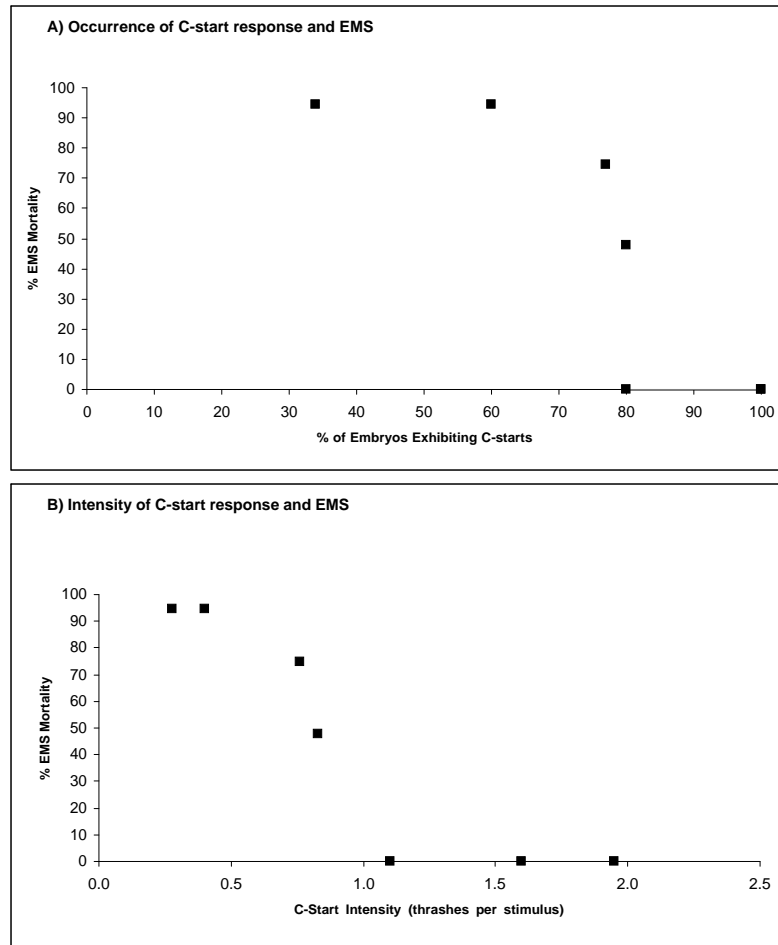 A) Occurrence of C-start response and EMS
100
90
80
70
60
50
40
30
20
10
0
% EMS Mortality
0 10 20 30 40 50 60 70 80 90 100
% of Embryos Exhibiting C-starts
B) Intensity of C-start response and EMS
100
90
80
70
60
50
40
30
20
10
0
% EMS Mortality
0.0 0.5 1.0 1.5 2.0 2.5
C-Start Intensity (thrashes per stimulus)